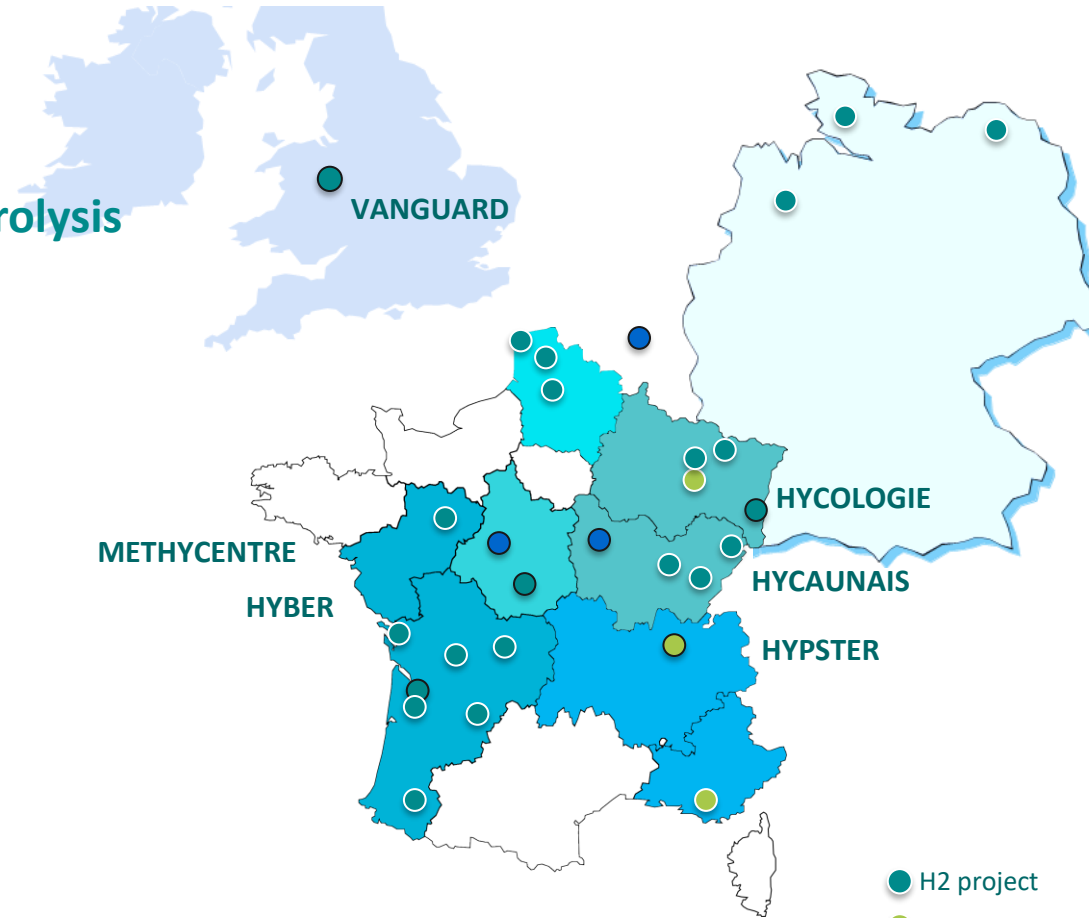 VANGUARD
rolysis
HYCOLOGIE
METHYCENTRE
HYCAUNAIS
HYBER
HYPSTER
H2 project